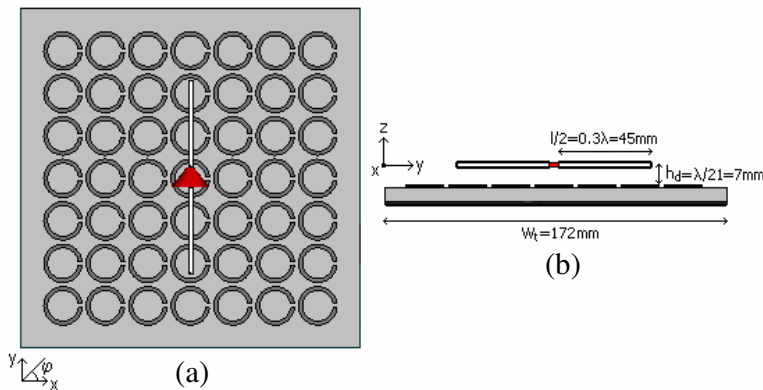 y
φ
x
(a)
z
x
y
l/2=0.3λ=45mm
h_d=λ/21=7mm
W_t=172mm
(b)